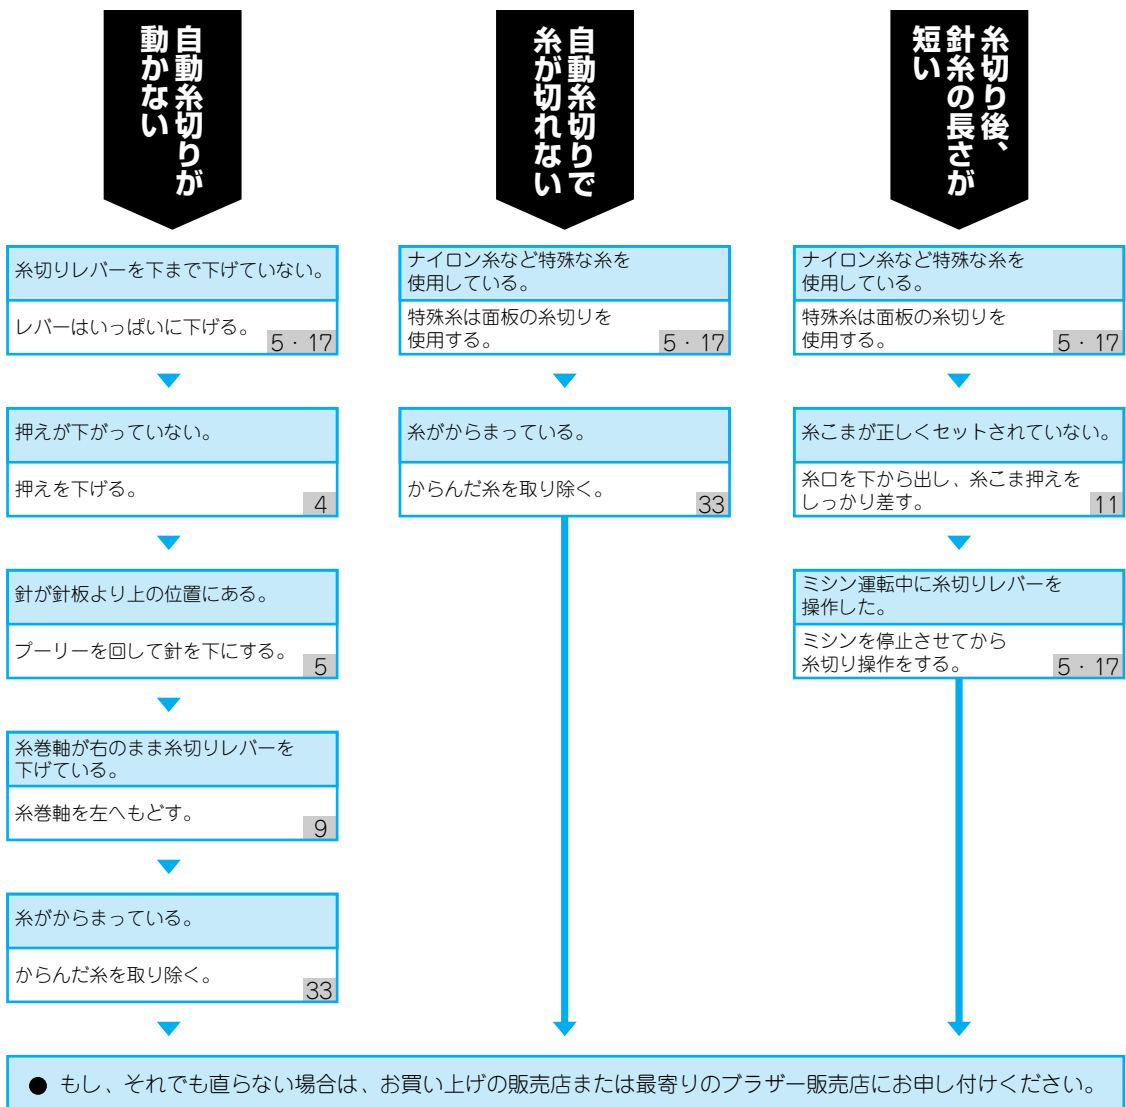 自動糸切りが
動かない
糸切りレバーを下まで下げていない。
レバーはいっぱいに下げる。
5・17
押えが下がっていない。
押えを下げる。
4
針が針板より上の位置にある。
プーリーを回して針を下にする。
5
糸巻軸が右のまま糸切りレバーを
下げている。
糸巻軸を左へもどす。
9
糸がからまっている。
からんだ糸を取り除く。
33
自動糸切りで
糸が切れない
ナイロン糸など特殊な糸を
使用している。
特殊糸は面板の糸切りを
使用する。
5・17
糸がからまっている。
からんだ糸を取り除く。
33
糸切り後、
針糸の長さが
短い
ナイロン糸など特殊な糸を
使用している。
特殊糸は面板の糸切りを
使用する。
5・17
糸こまが正しくセットされていない。
糸口を下から出し、糸こま押えを
しっかり差す。
11
ミシン運転中に糸切りレバーを
操作した。
ミシンを停止させてから
糸切り操作をする。
5・17
● もし、それでも直らない場合は、お買い上げの販売店または最寄りのブラザー販売店にお申し付けください。